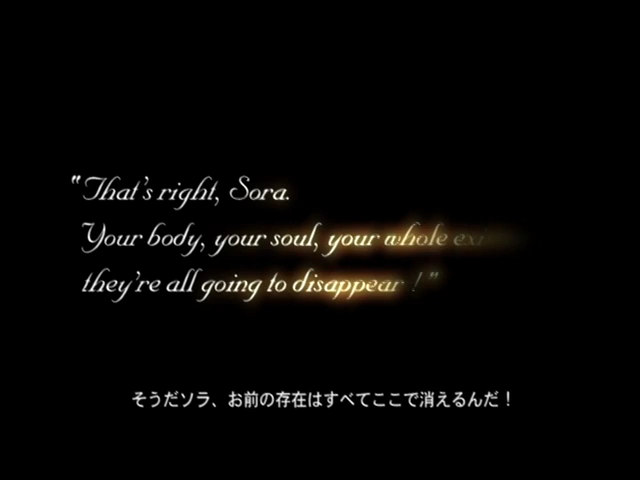 "That's right, Sora.
Your body, your soul, your whole
they're all going to disappear!"
そうだソラ、お前の存在はすべてここで消えるんだ！